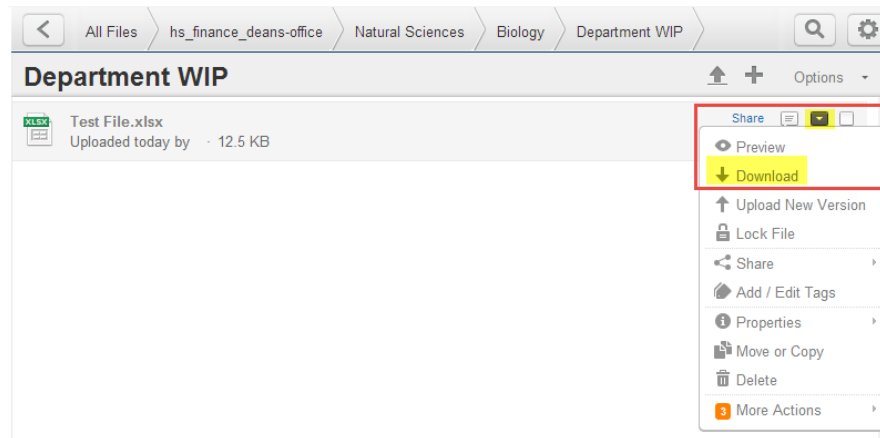 All Files hs_finance_deans-office Natural Sciences Biology Department WIP
Department WIP
Options
XLSX
Test File.xlsx
Share
Uploaded today by · 12.5 KB
Preview
Download
Upload New Version
Lock File
Share
Add / Edit Tags
Properties
Move or Copy
Delete
3 More Actions